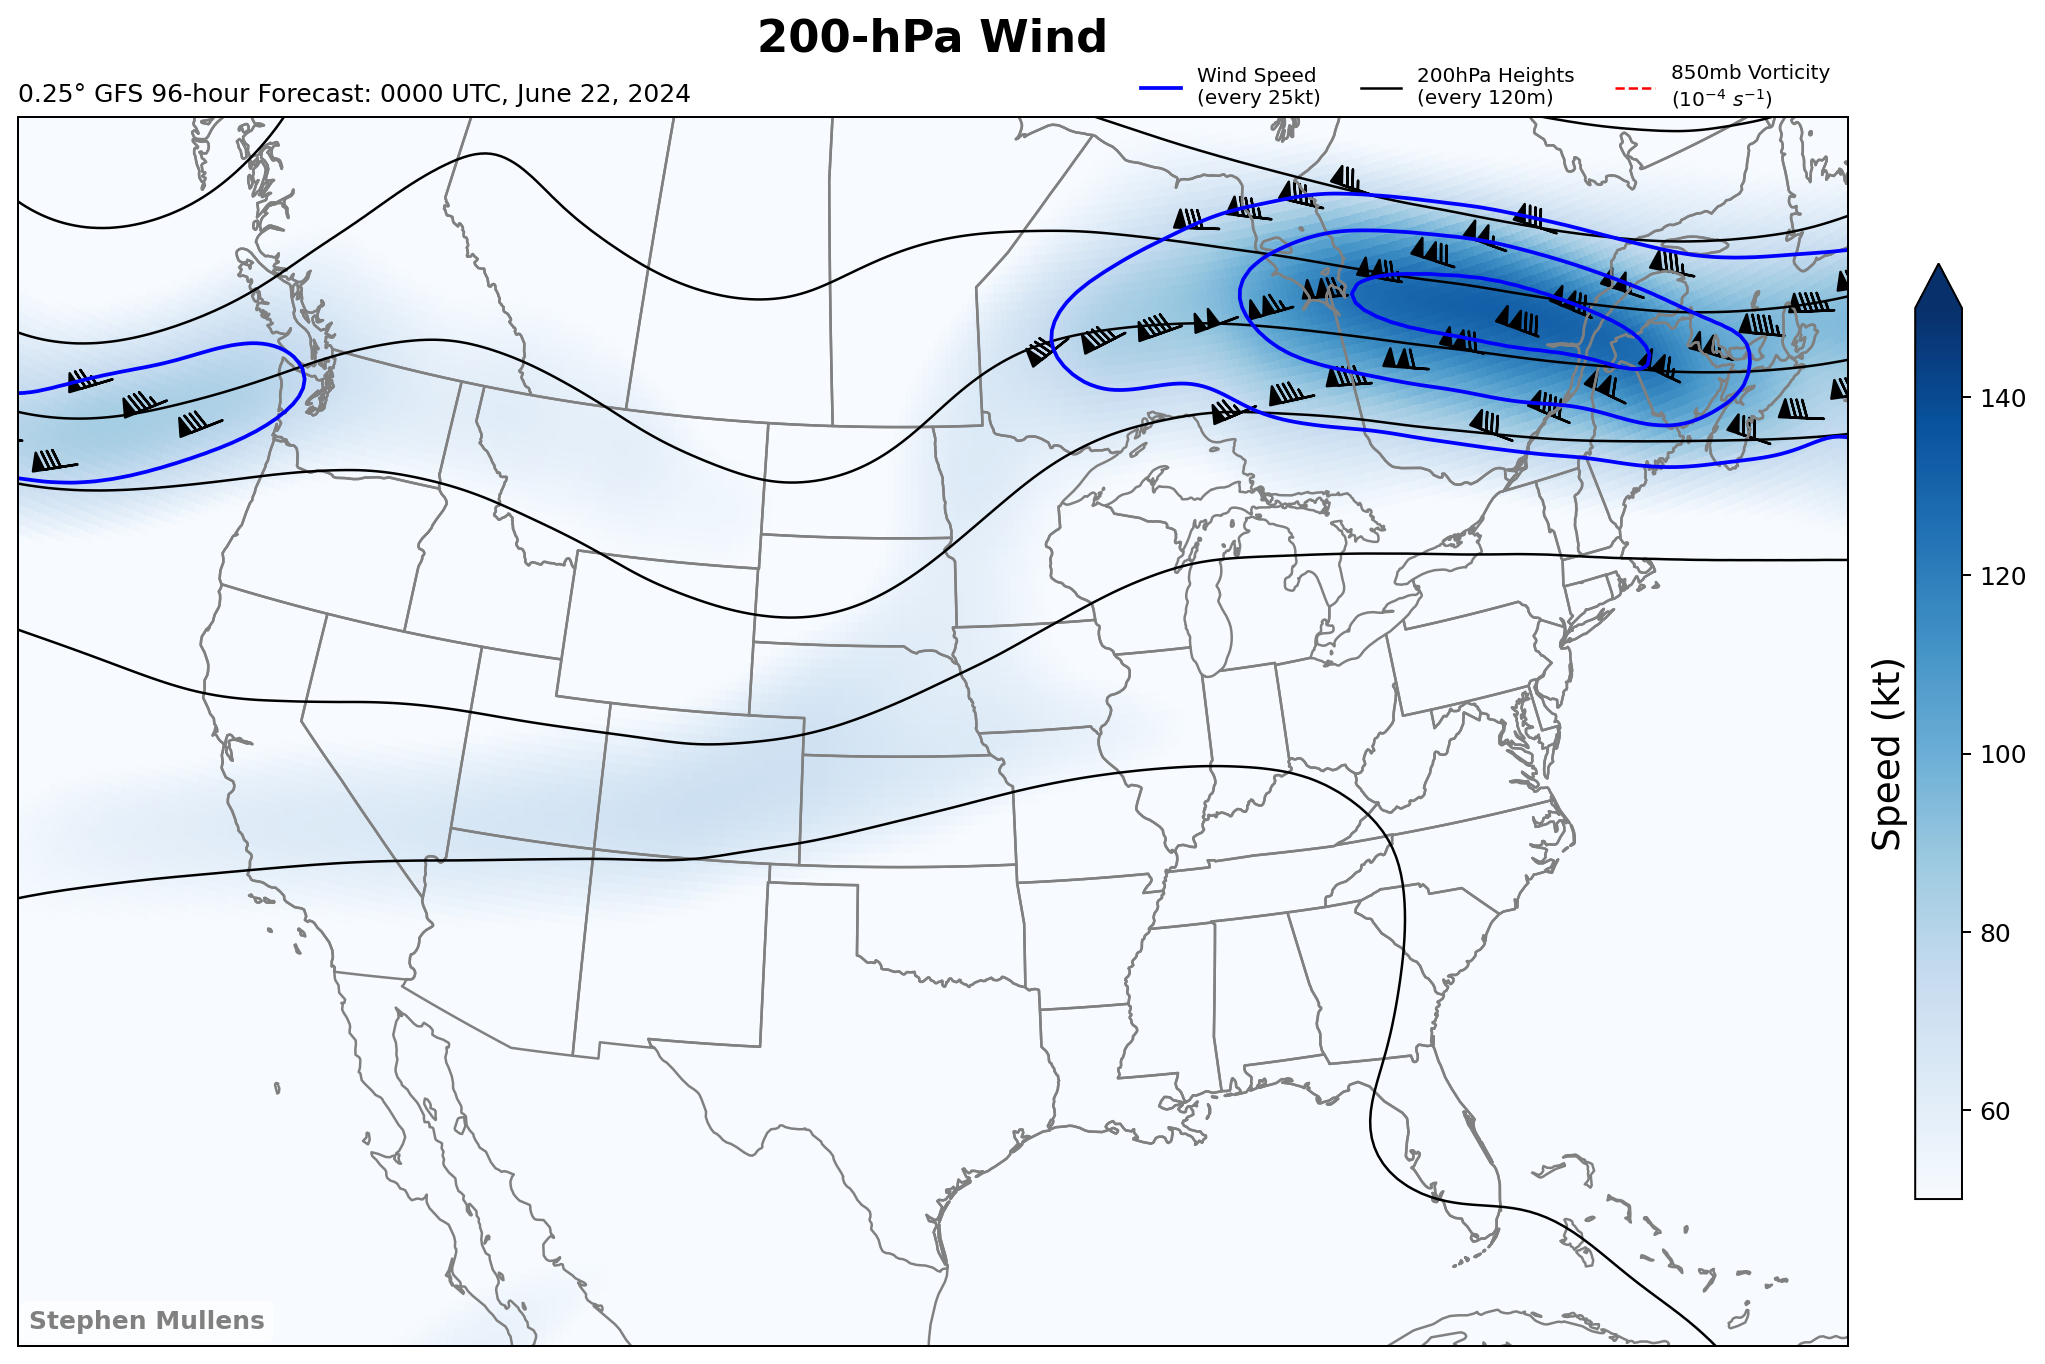 200-hPa Wind
0.25° GFS 96-hour Forecast: 0000 UTC, June 22, 2024
Wind Speed
(every 25kt)
200hPa Heights
(every 120m)
850mb Vorticity
(10⁻⁴ s⁻¹)
140
120
100
80
60
Speed (kt)
Stephen Mullens